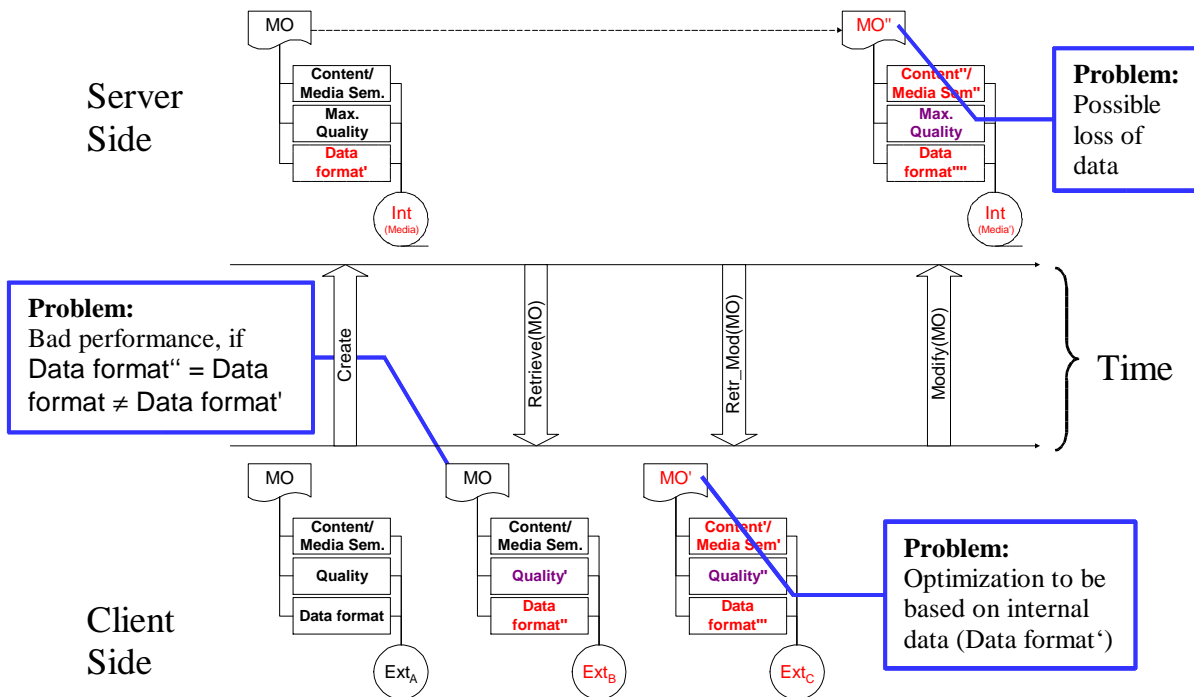 MO
MO"
Content/
Media Sem.
Max.
Quality
Data
format'
Int
(Media)
Content"/
Media Sem"
Max.
Quality
Data
format""
Int
(Media')
Server
Side
Problem:
Possible
loss of
data
Problem:
Bad performance, if
Data format“ = Data
format ≠ Data format'
Create
Retrieve(MO)
Retr_Mod(MO)
Modify(MO)
Time
MO
Content/
Media Sem.
Quality
Data format
ExtA
MO
Content/
Media Sem.
Quality'
Data
format"
ExtB
MO'
Content'/
Media Sem'
Quality"
Data
format"'
ExtC
Problem:
Optimization to be
based on internal
data (Data format‘)
Client
Side